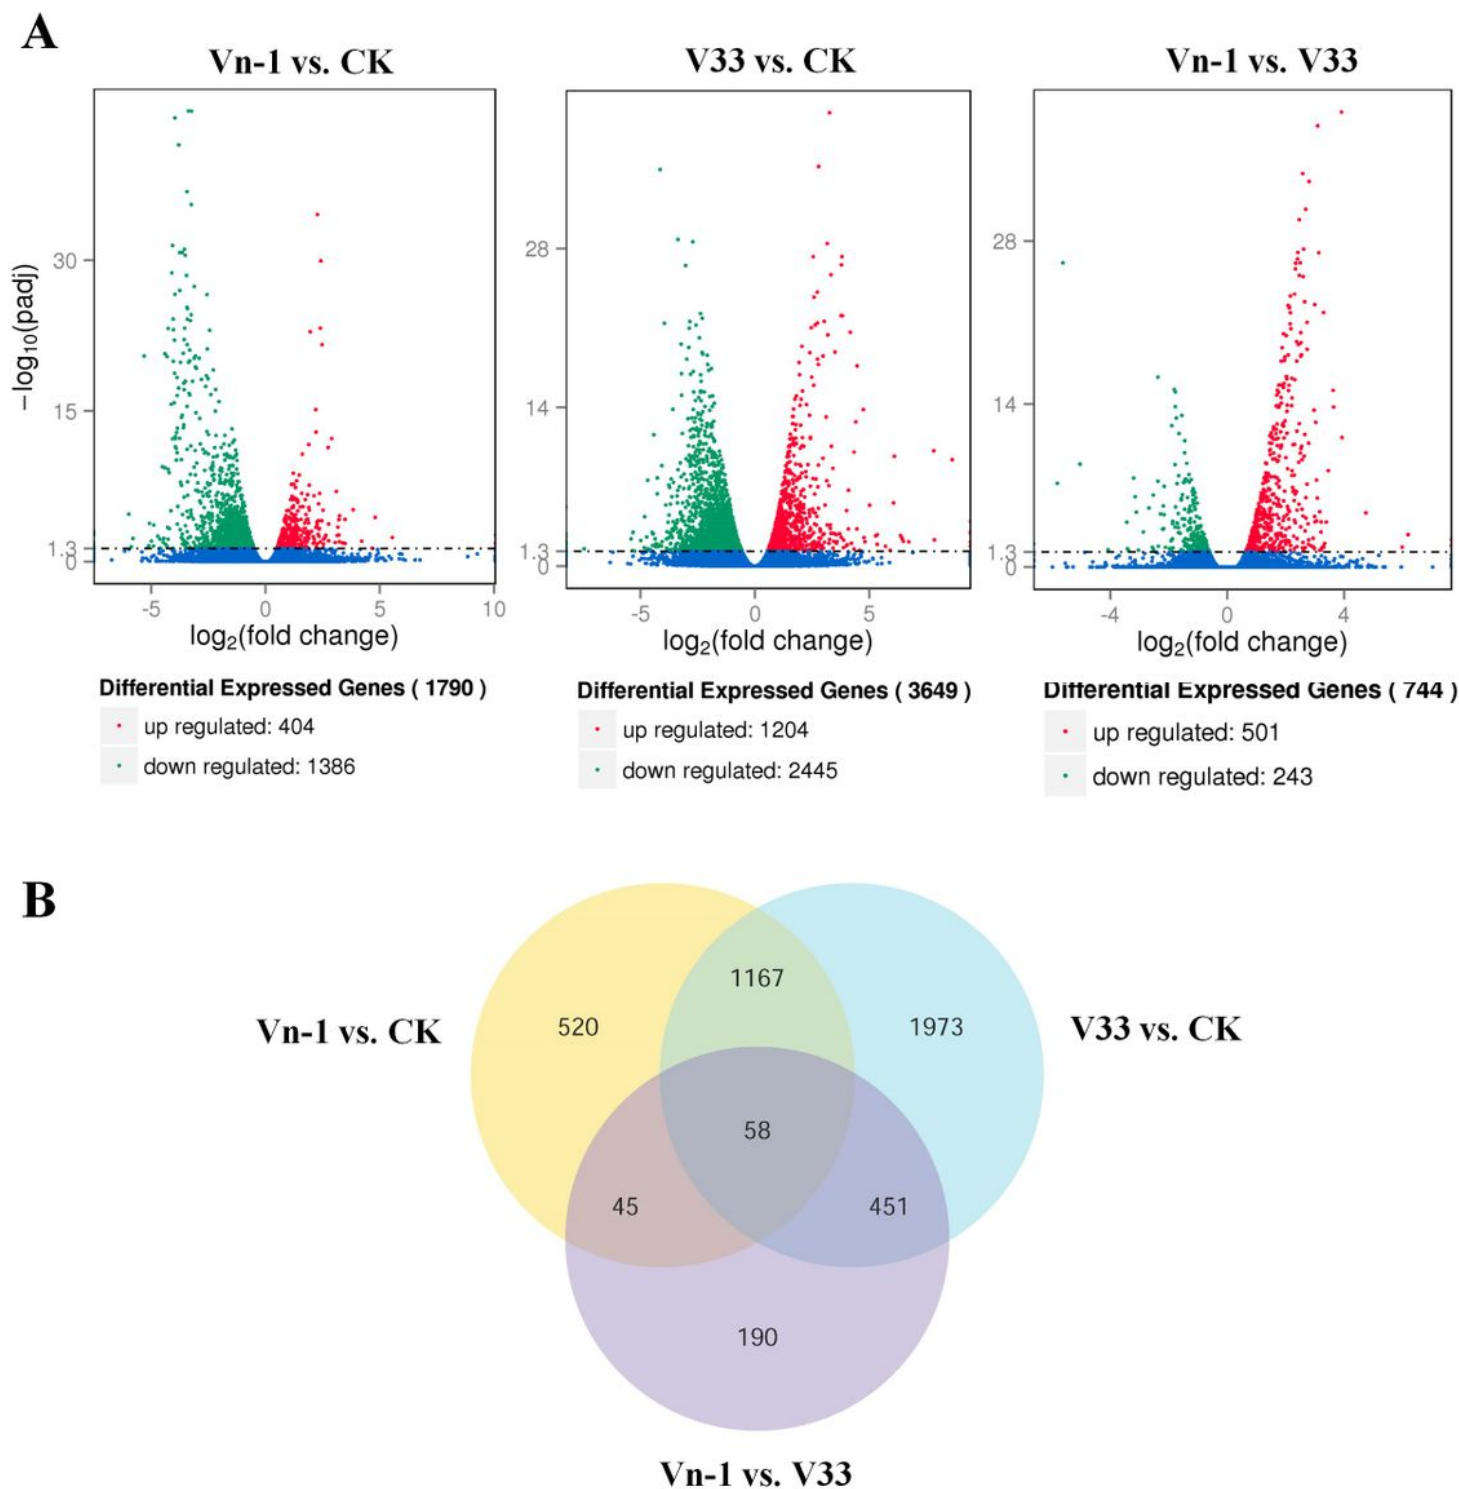 A
Vn-1 vs. CK
V33 vs. CK
Vn-1 vs. V33
−log10(padj)
30
15
1.3
0
-5
0
5
10
log2(fold change)
28
14
1.3
0
-5
0
5
log2(fold change)
28
14
1.3
0
-4
0
4
log2(fold change)
Differential Expressed Genes ( 1790 )
up regulated: 404
down regulated: 1386
Differential Expressed Genes ( 3649 )
up regulated: 1204
down regulated: 2445
Differential Expressed Genes ( 744 )
up regulated: 501
down regulated: 243
B
Vn-1 vs. CK
V33 vs. CK
1167
520
1973
58
45
451
190
Vn-1 vs. V33